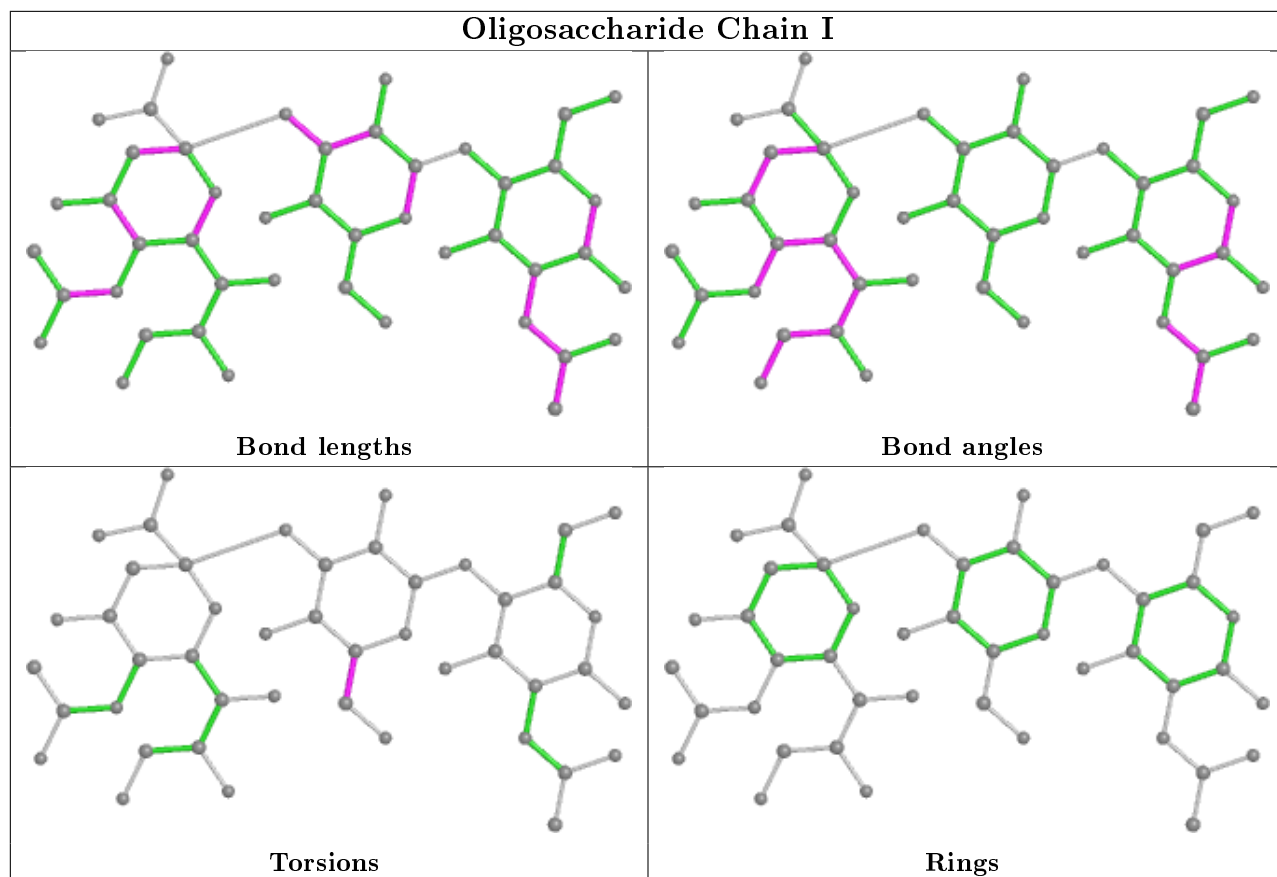 Oligosaccharide Chain I
Bond lengths
Bond angles
Torsions
Rings